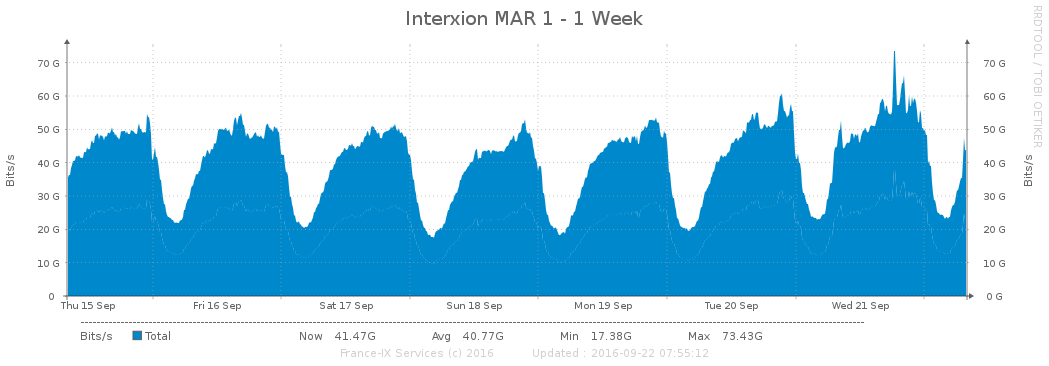 Interxion MAR 1 - 1 Week
RRDTOOL / TOBI OETIKER
Bits/s
Bits/s
70 G 70 G
60 G 60 G
50 G 50 G
40 G 40 G
30 G 30 G
20 G 20 G
10 G 10 G
0 0 G
Thu 15 Sep Fri 16 Sep Sat 17 Sep Sun 18 Sep Mon 19 Sep Tue 20 Sep Wed 21 Sep
Bits/s Total Now 41.47G Avg 40.77G Min 17.38G Max 73.43G
France-IX Services (c) 2016 Updated : 2016-09-22 07:55:12